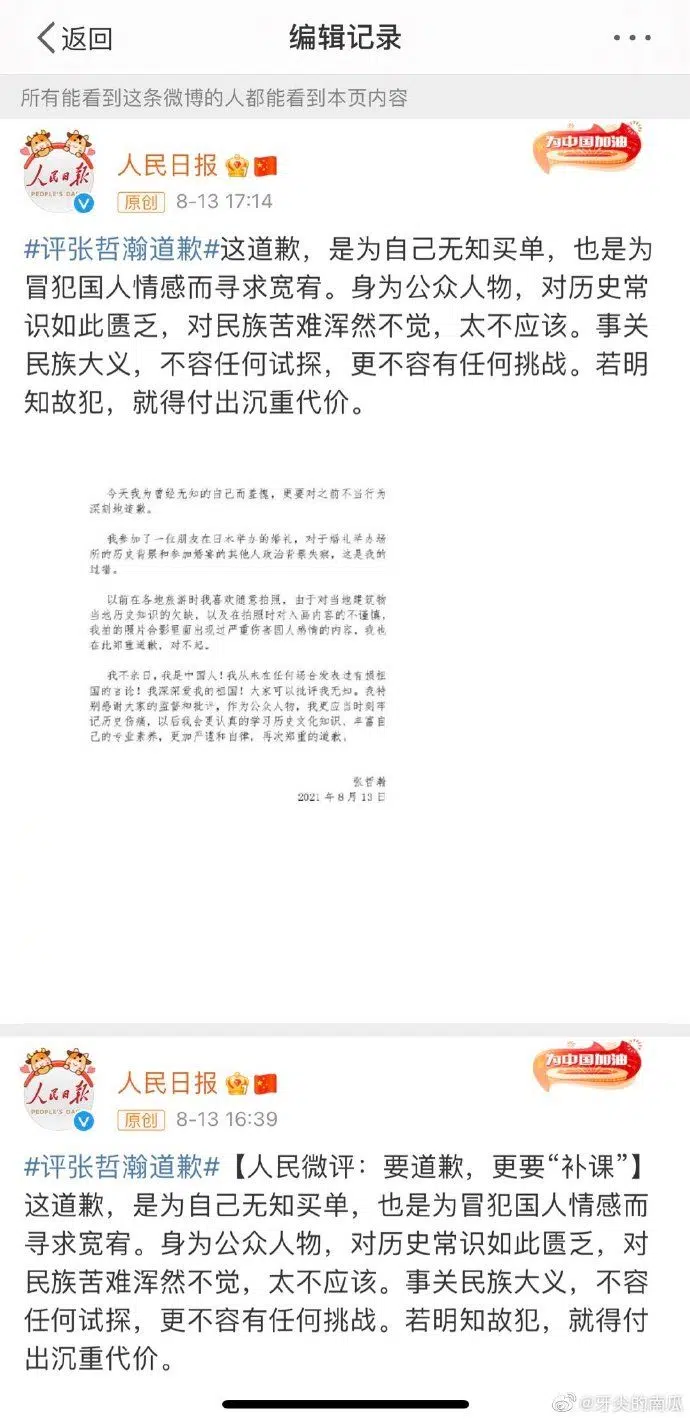 返回
编辑记录
所有能看到这条微博的人都能看到本页内容
人民日报
PEOPLE'S DA
人民日报
原创 8-13 17:14
为中国加油
#评张哲瀚道歉#这道歉，是为自己无知买单，也是为
冒犯国人情感而寻求宽宥。身为公众人物，对历史常
识如此匮乏，对民族苦难浑然不觉，太不应该。事关
民族大义，不容任何试探，更不容有任何挑战。若明
知故犯，就得付出沉重代价。
今天我为曾经无知的自己而羞愧，更要对之前不当行为
深刻地道歉。
我参加了一位朋友在日本举办的婚礼，对于婚礼举办场
所的历史背景和参加婚宴的其他人政治背景失察，这是我的
过错。
以前在各地旅游时我喜欢随意拍照，由于对当地建筑物
当地历史知识的欠缺，以及在拍照时对入画内容的不谨慎，
我拍的照片合影里面出现过严重伤害国人感情的内容，我也
在此郑重道歉，对不起。
我不亲日，我是中国人！我从未在任何场合发表过有损祖
国的言论！我深深爱我的祖国！大家可以批评我无知。我特
别感谢大家的监督和批评，作为公众人物，我更应当时刻牢
记历史伤痛，以后我会更认真的学习历史文化知识、丰富自
己的专业素养，更加严谨和自律，再次郑重的道歉。
张哲瀚
2021 年 8 月 13 日
人民日报
PEOPLE'S DA
人民日报
原创 8-13 16:39
为中国加油
#评张哲瀚道歉#【人民微评：要道歉，更要“补课”】
这道歉，是为自己无知买单，也是为冒犯国人情感而
寻求宽宥。身为公众人物，对历史常识如此匮乏，对
民族苦难浑然不觉，太不应该。事关民族大义，不容
任何试探，更不容有任何挑战。若明知故犯，就得付
出沉重代价。
@牙尖的南瓜